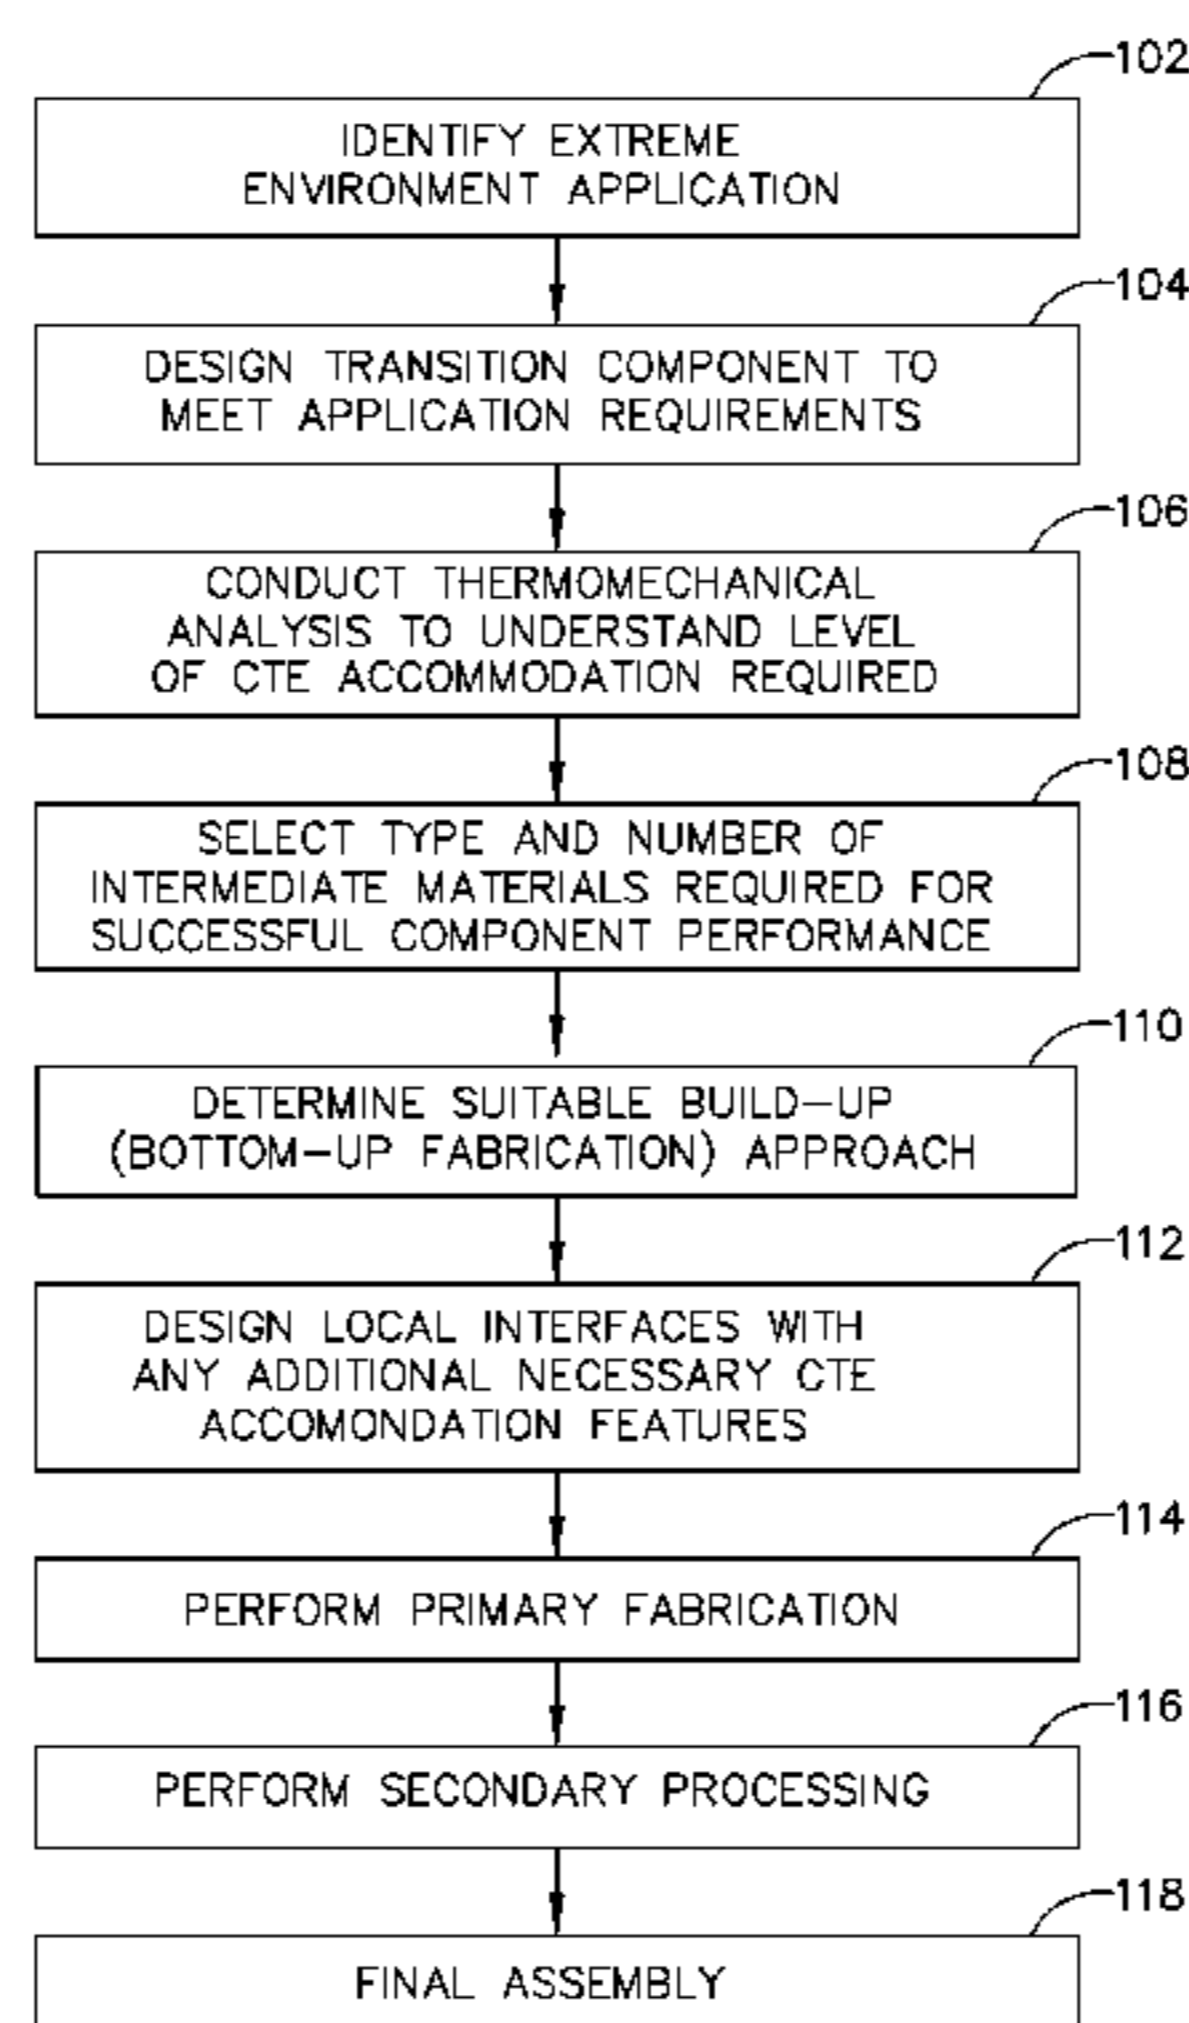 102
IDENTIFY EXTREME
ENVIRONMENT APPLICATION
104
DESIGN TRANSITION COMPONENT TO
MEET APPLICATION REQUIREMENTS
106
CONDUCT THERMOMECHANICAL
ANALYSIS TO UNDERSTAND LEVEL
OF CTE ACCOMMODATION REQUIRED
108
SELECT TYPE AND NUMBER OF
INTERMEDIATE MATERIALS REQUIRED FOR
SUCCESSFUL COMPONENT PERFORMANCE
110
DETERMINE SUITABLE BUILD-UP
(BOTTOM-UP FABRICATION) APPROACH
112
DESIGN LOCAL INTERFACES WITH
ANY ADDITIONAL NECESSARY CTE
ACCOMONDATION FEATURES
114
PERFORM PRIMARY FABRICATION
116
PERFORM SECONDARY PROCESSING
118
FINAL ASSEMBLY